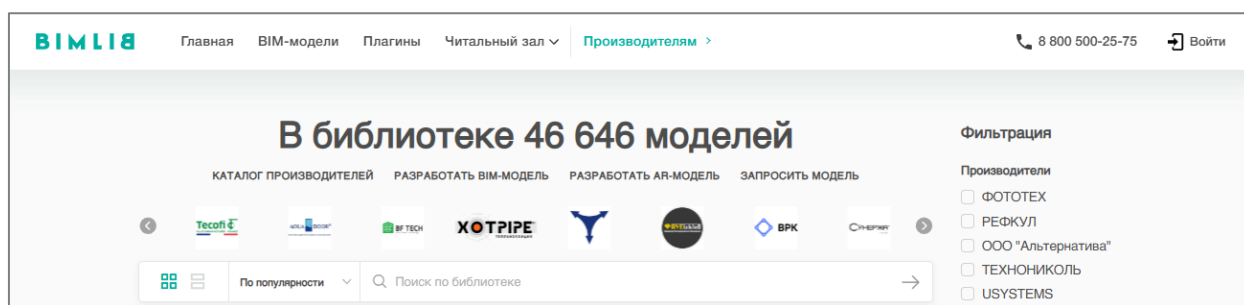 BIMLIB Главная BIM-модели Плагины Читальный зал Производителям > 8 800 500-25-75 Войти
В библиотеке 46 646 моделей
КАТАЛОГ ПРОИЗВОДИТЕЛЕЙ РАЗРАБОТАТЬ BIM-МОДЕЛЬ РАЗРАБОТАТЬ AR-МОДЕЛЬ ЗАПРОСИТЬ МОДЕЛЬ
Tecofi BF TECH ХОТPIPE ВРК
По популярности Поиск по библиотеке
Фильтрация
Производители
ФОТОТЕХ
РЕФКУЛ
ООО "Альтернатива"
ТЕХНОНИКОЛЬ
USYSTEMS